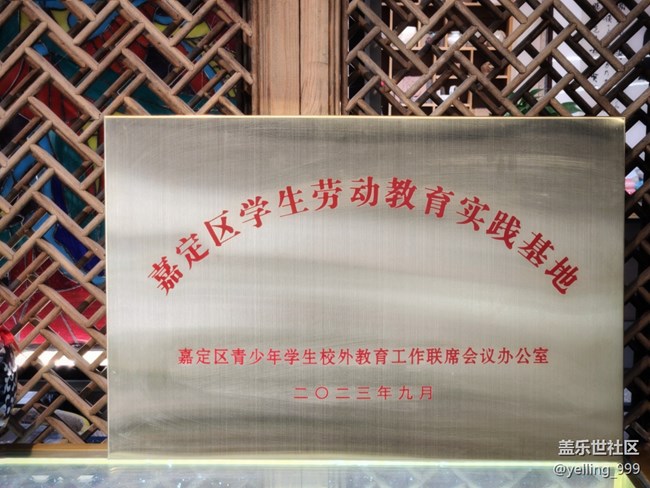 嘉定区学生劳动教育实践基地
嘉定区青少年学生校外教育工作联席会议办公室
二〇二三年九月
盖乐世社区
@yelling_999